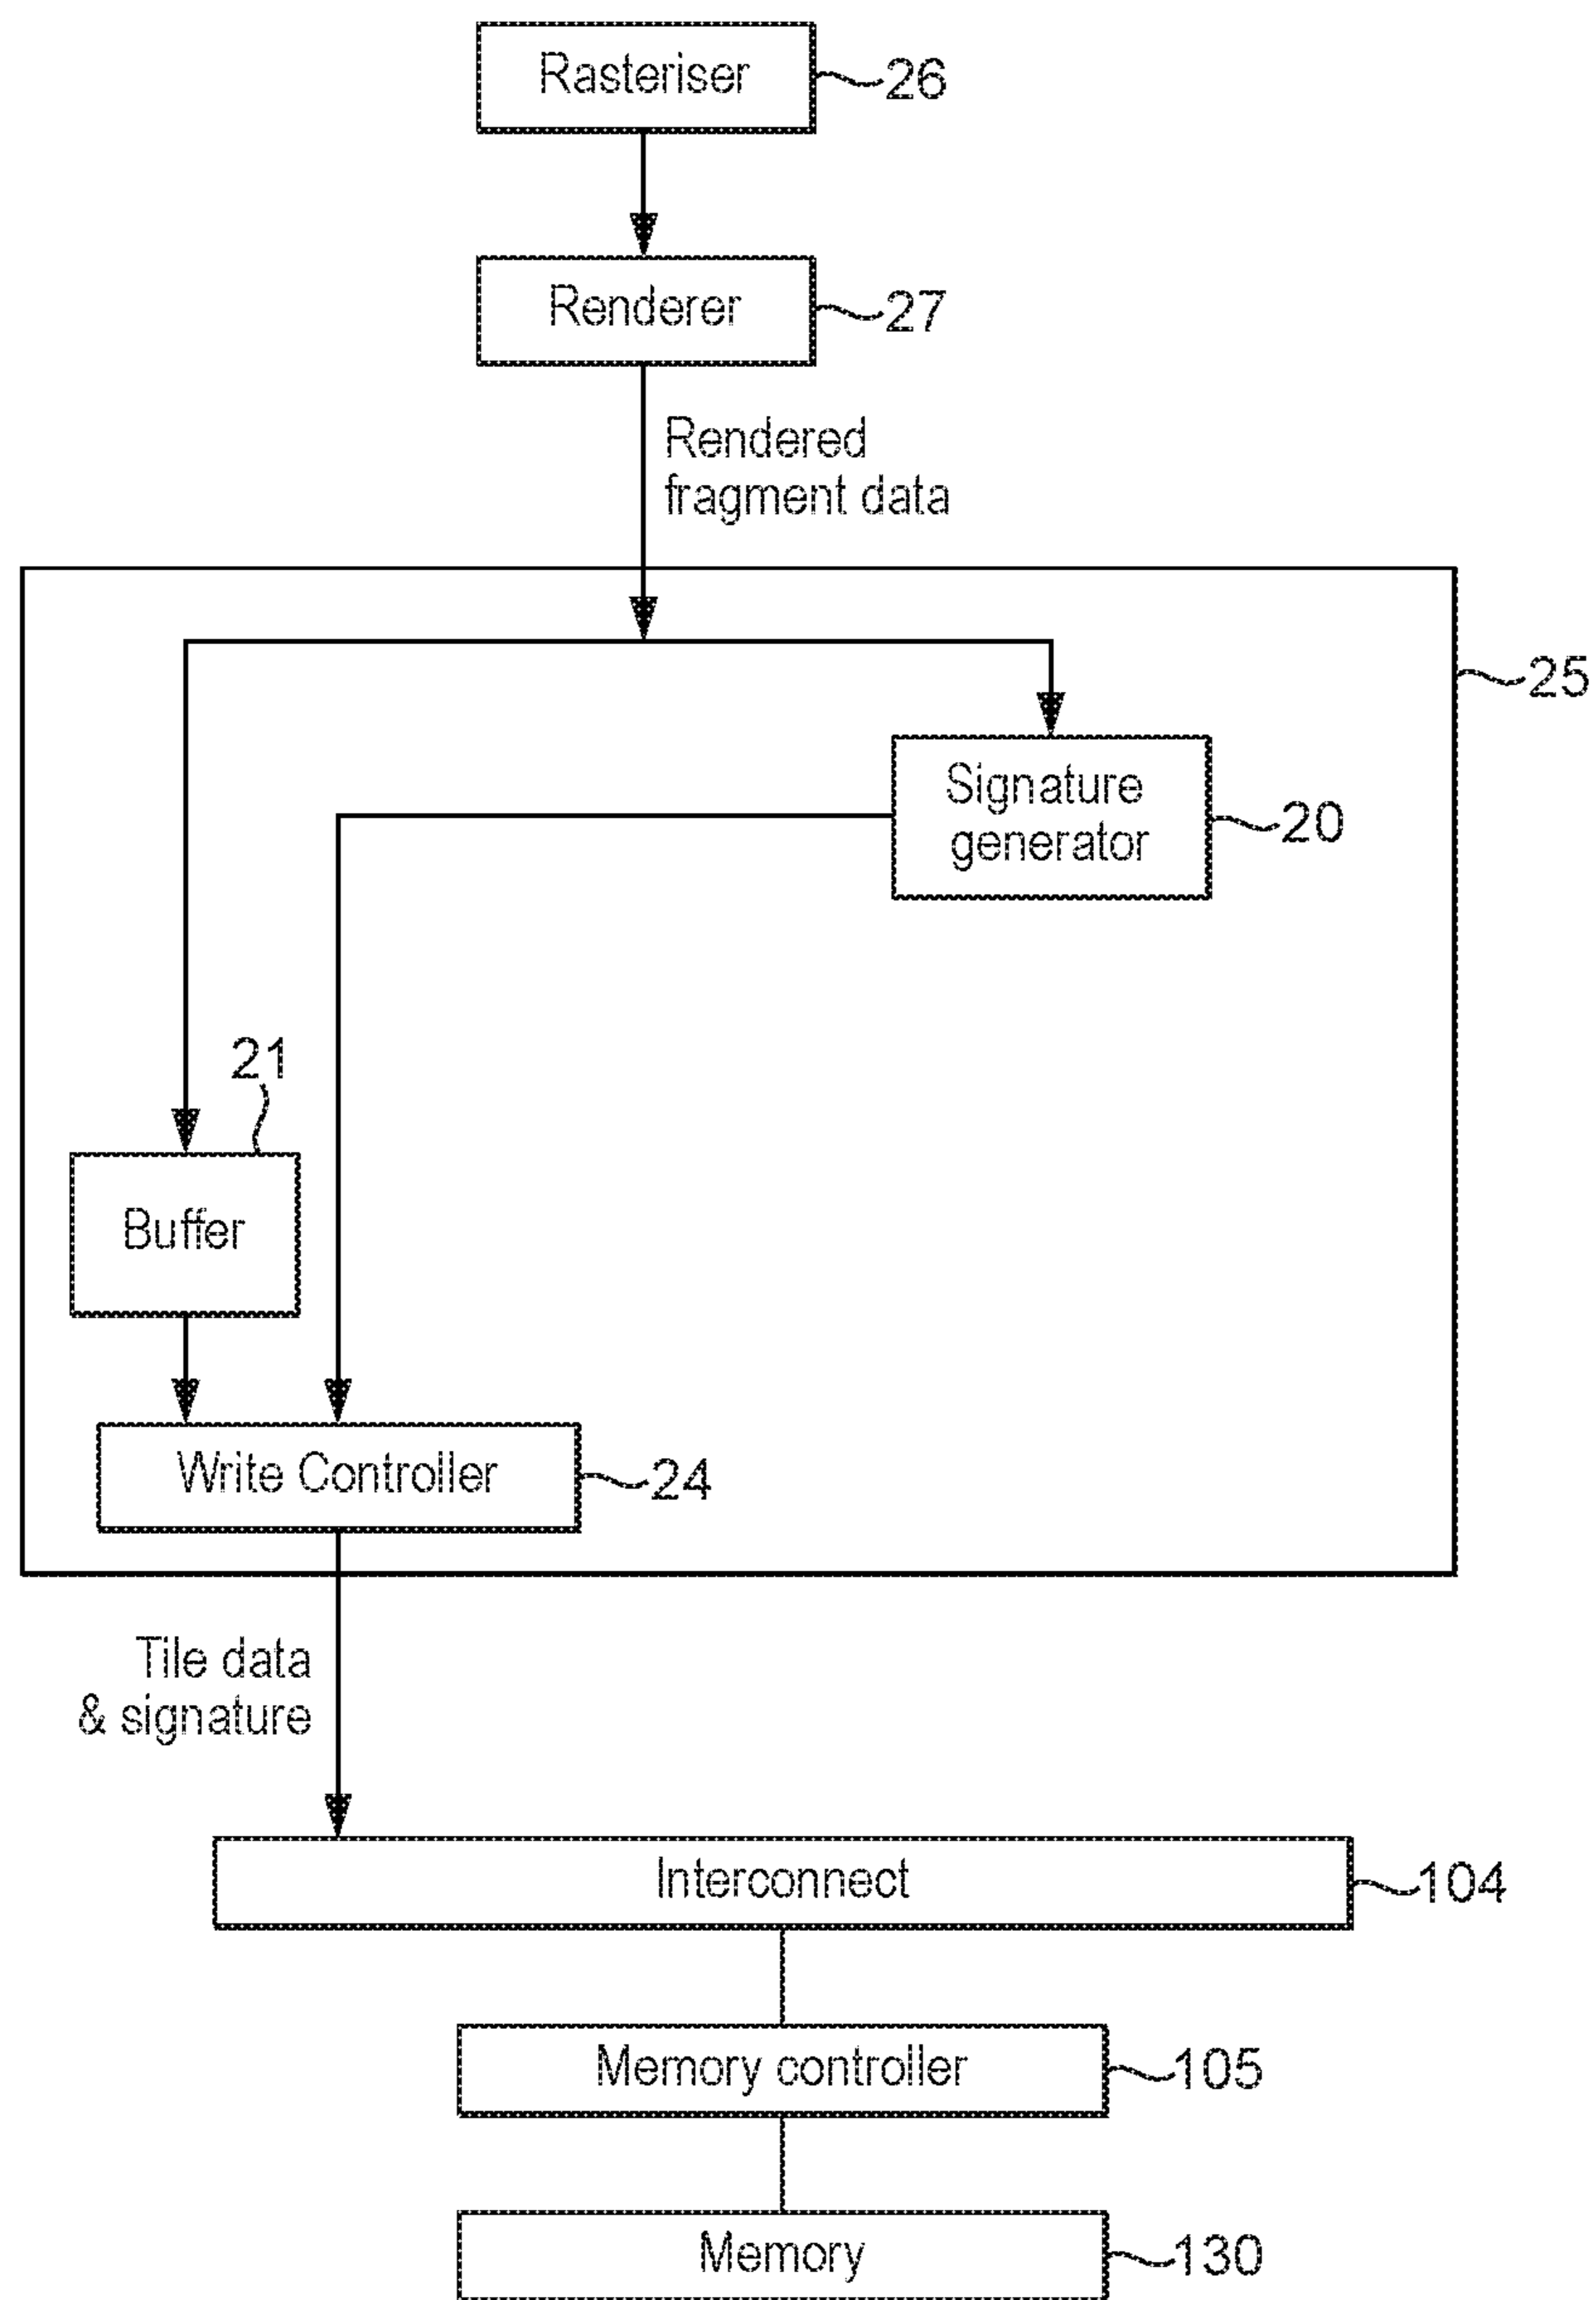 Rasteriser
26
Renderer
27
Rendered
fragment data
25
Signature
generator
20
21
Buffer
Write Controller
24
Tile data
& signature
Interconnect
104
Memory controller
105
Memory
130